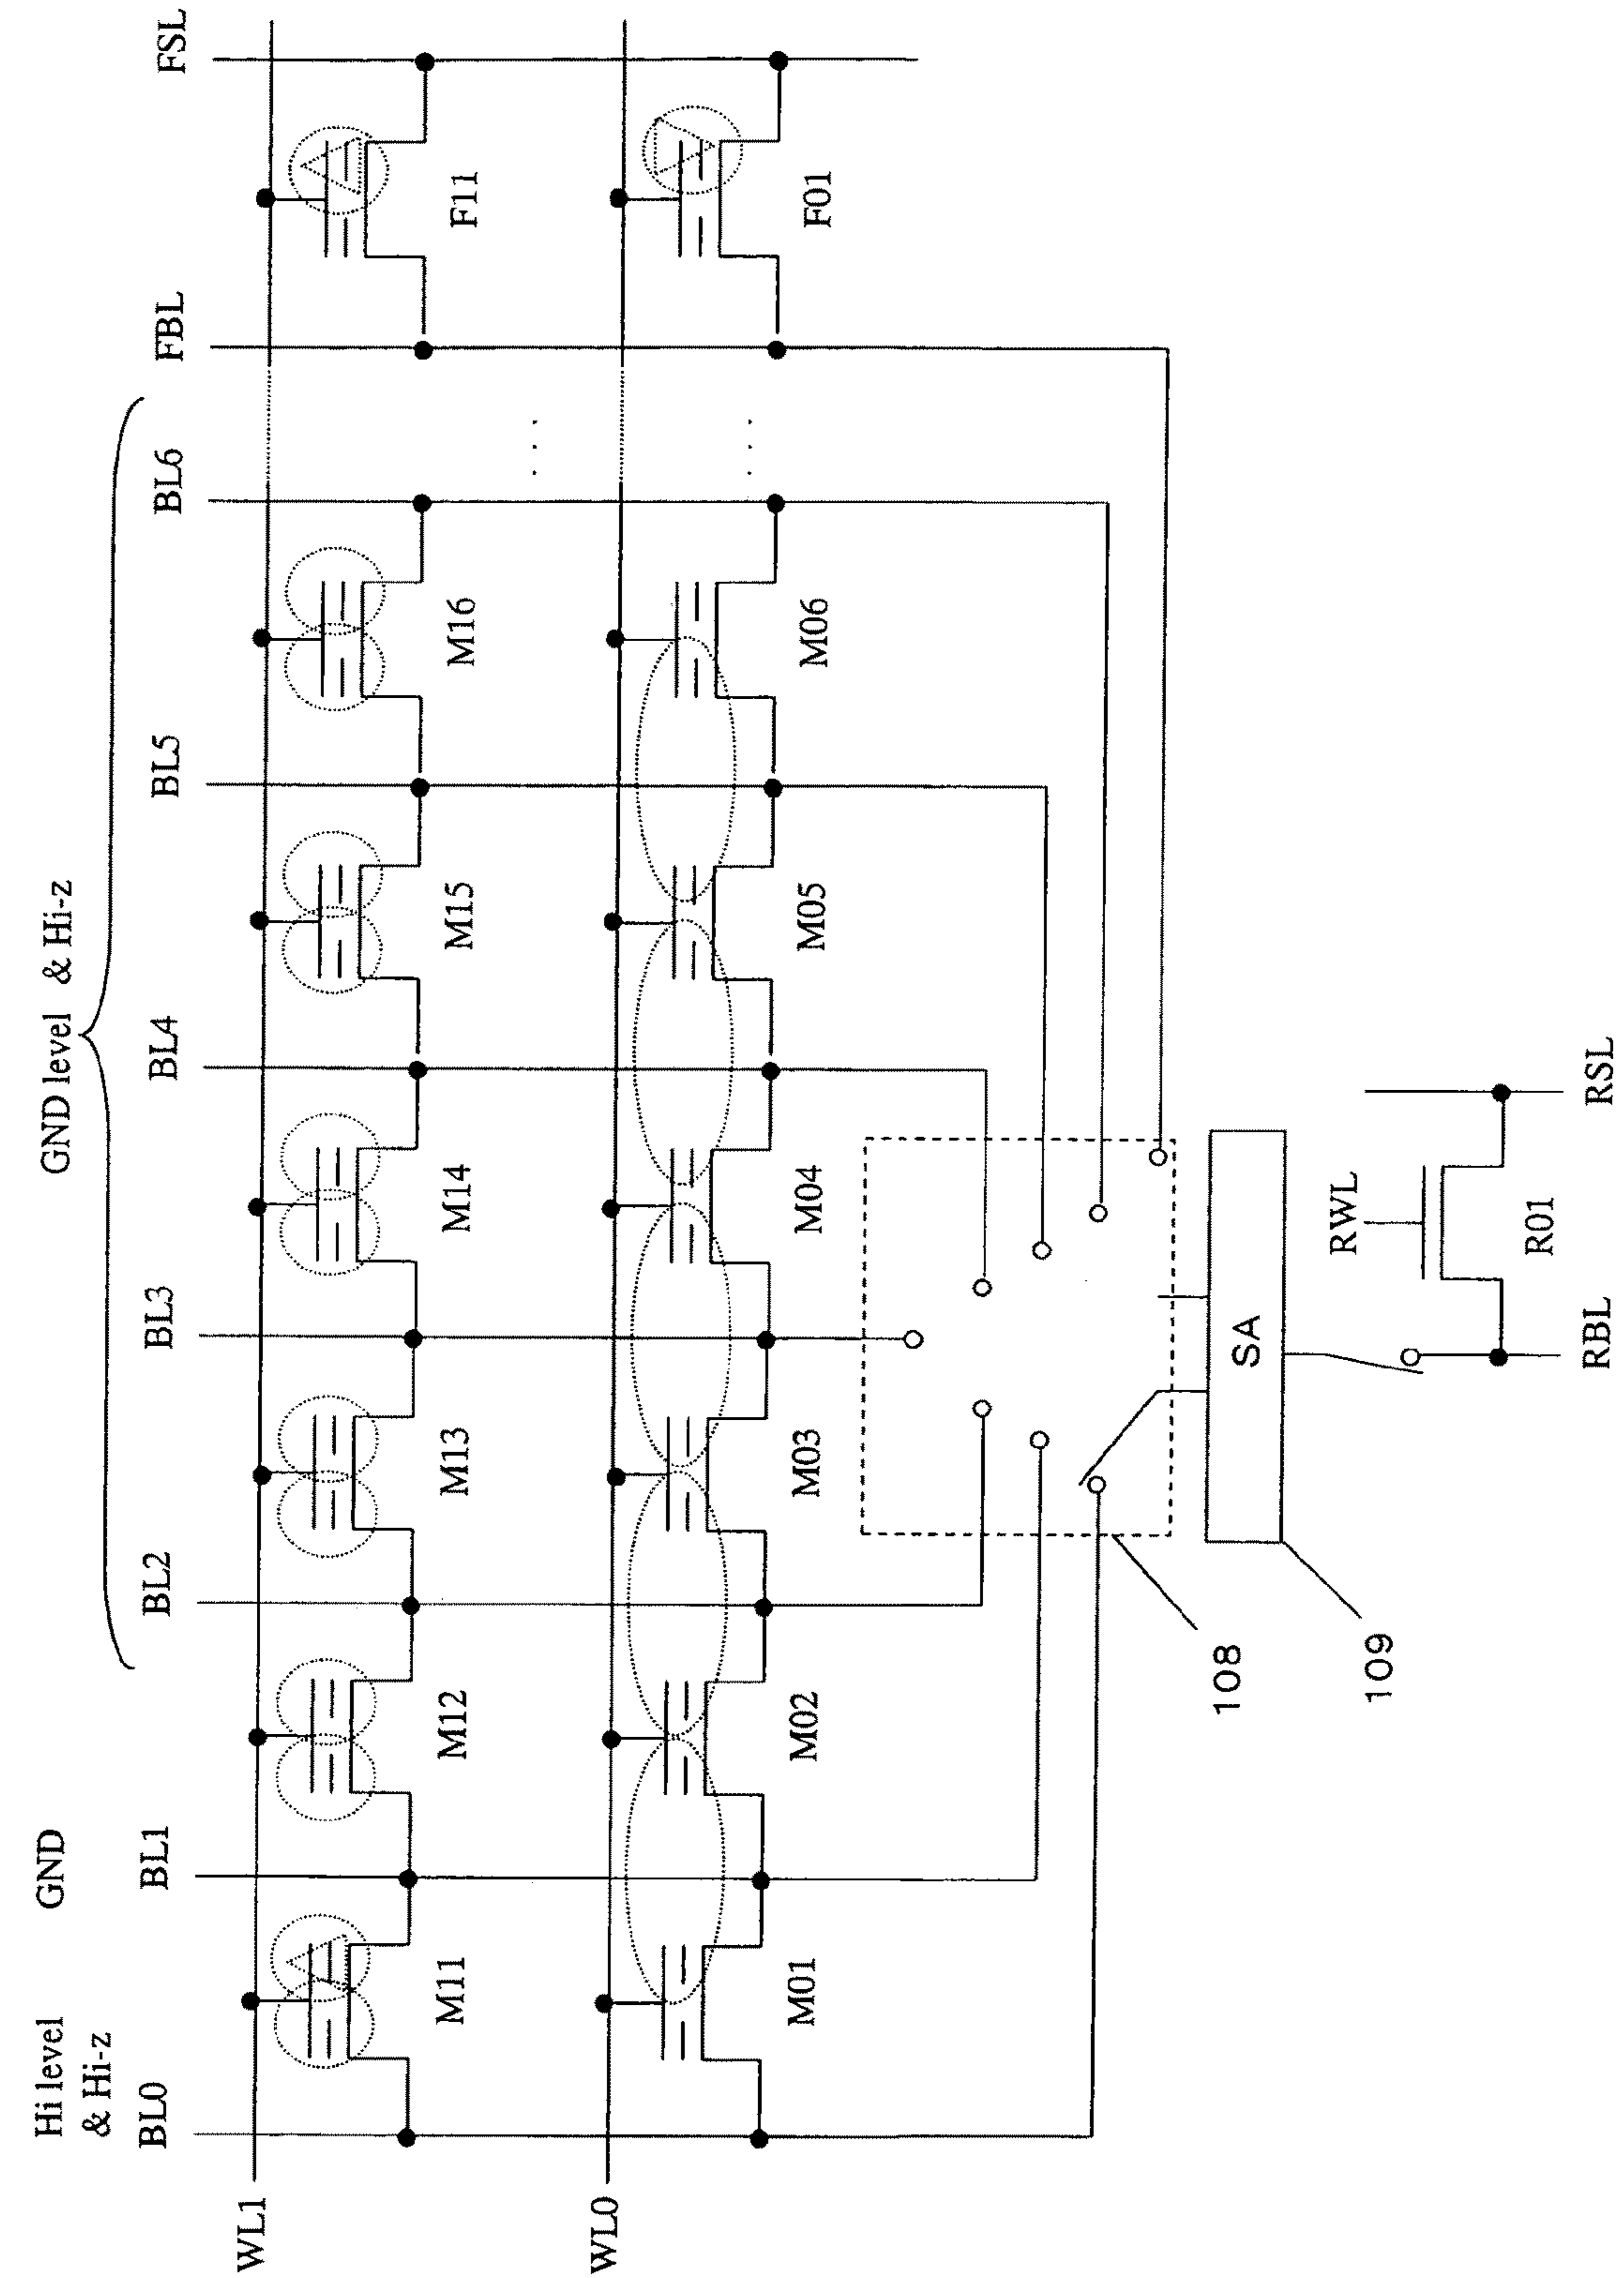 Hi level
& Hi-z
GND
GND level & Hi-z
BL0
BL1
BL2
BL3
BL4
BL5
BL6
FBL
FSL
WL1
M11
M12
M13
M14
M15
M16
F11
WL0
M01
M02
M03
M04
M05
M06
F01
108
SA
109
RWL
R01
RBL
RSL